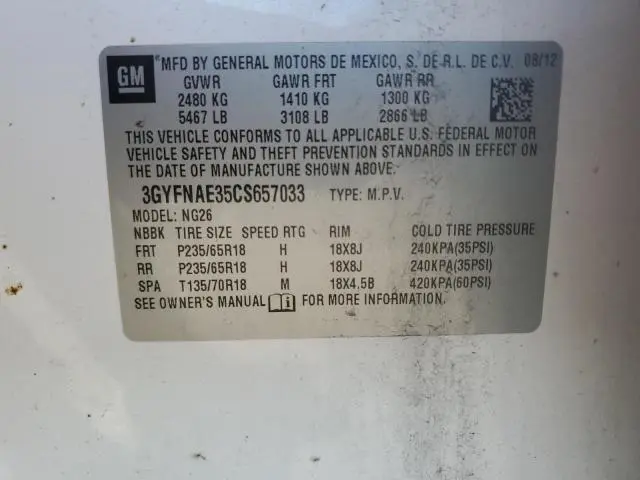 GM ®MFD BY GENERAL MOTORS DE MEXICO, S. DE R.L. DE C.V. 08/12
GVWR GAWR FRT GAWR RR
2480 KG 1410 KG 1300 KG
5467 LB 3108 LB 2866 LB
THIS VEHICLE CONFORMS TO ALL APPLICABLE U.S. FEDERAL MOTOR
VEHICLE SAFETY AND THEFT PREVENTION STANDARDS IN EFFECT ON
THE DATE OF MANUFACTURE SHOWN ABOVE.
3GYFNAE35CS657033 TYPE: M.P.V.
MODEL: NG26
NBBK TIRE SIZE SPEED RTG RIM COLD TIRE PRESSURE
FRT P235/65R18 H 18X8J 240KPA(35PSI)
RR P235/65R18 H 18X8J 240KPA(35PSI)
SPA T135/70R18 M 18X4.5B 420KPA(60PSI)
SEE OWNER'S MANUAL FOR MORE INFORMATION.